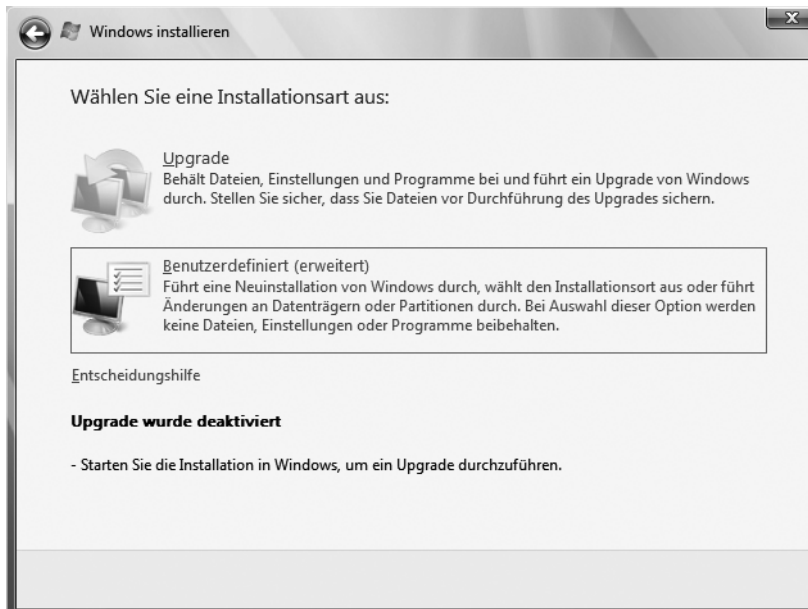 Windows installieren
Wählen Sie eine Installationsart aus:
Upgrade
Behält Dateien, Einstellungen und Programme bei und führt ein Upgrade von Windows
durch. Stellen Sie sicher, dass Sie Dateien vor Durchführung des Upgrades sichern.
Benutzerdefiniert (erweitert)
Führt eine Neuinstallation von Windows durch, wählt den Installationsort aus oder führt
Änderungen an Datenträgern oder Partitionen durch. Bei Auswahl dieser Option werden
keine Dateien, Einstellungen oder Programme beibehalten.
Entscheidungshilfe
Upgrade wurde deaktiviert
- Starten Sie die Installation in Windows, um ein Upgrade durchzuführen.